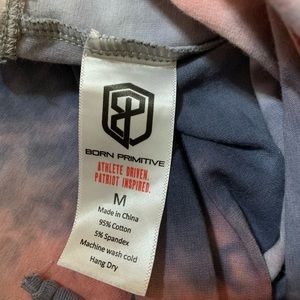 BORN PRIMITIVE
ATHLETE DRIVEN.
PATRIOT INSPIRED.
M
Made in China
95% Cotton
5% Spandex
Machine wash cold
Hang Dry